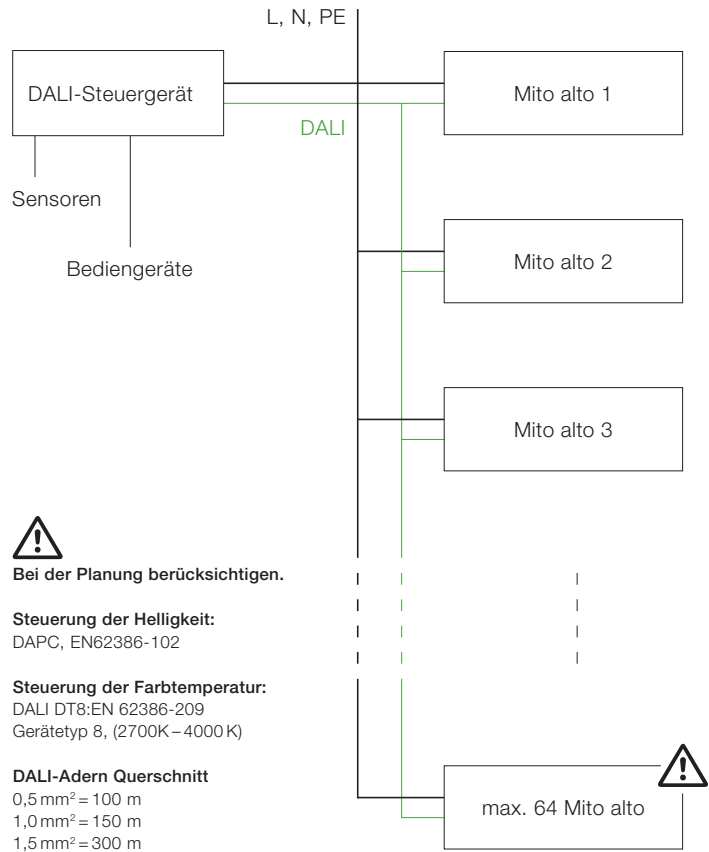 L, N, PE
DALI-Steuergerät
Mito alto 1
DALI
Sensoren
Bediengeräte
Mito alto 2
Mito alto 3
Bei der Planung berücksichtigen.
Steuerung der Helligkeit:
DAPC, EN62386-102
Steuerung der Farbtemperatur:
DALI DT8:EN 62386-209
Gerätetyp 8, (2700K – 4000 K)
DALI-Adern Querschnitt
0,5 mm² = 100 m
1,0 mm² = 150 m
1,5 mm² = 300 m
max. 64 Mito alto